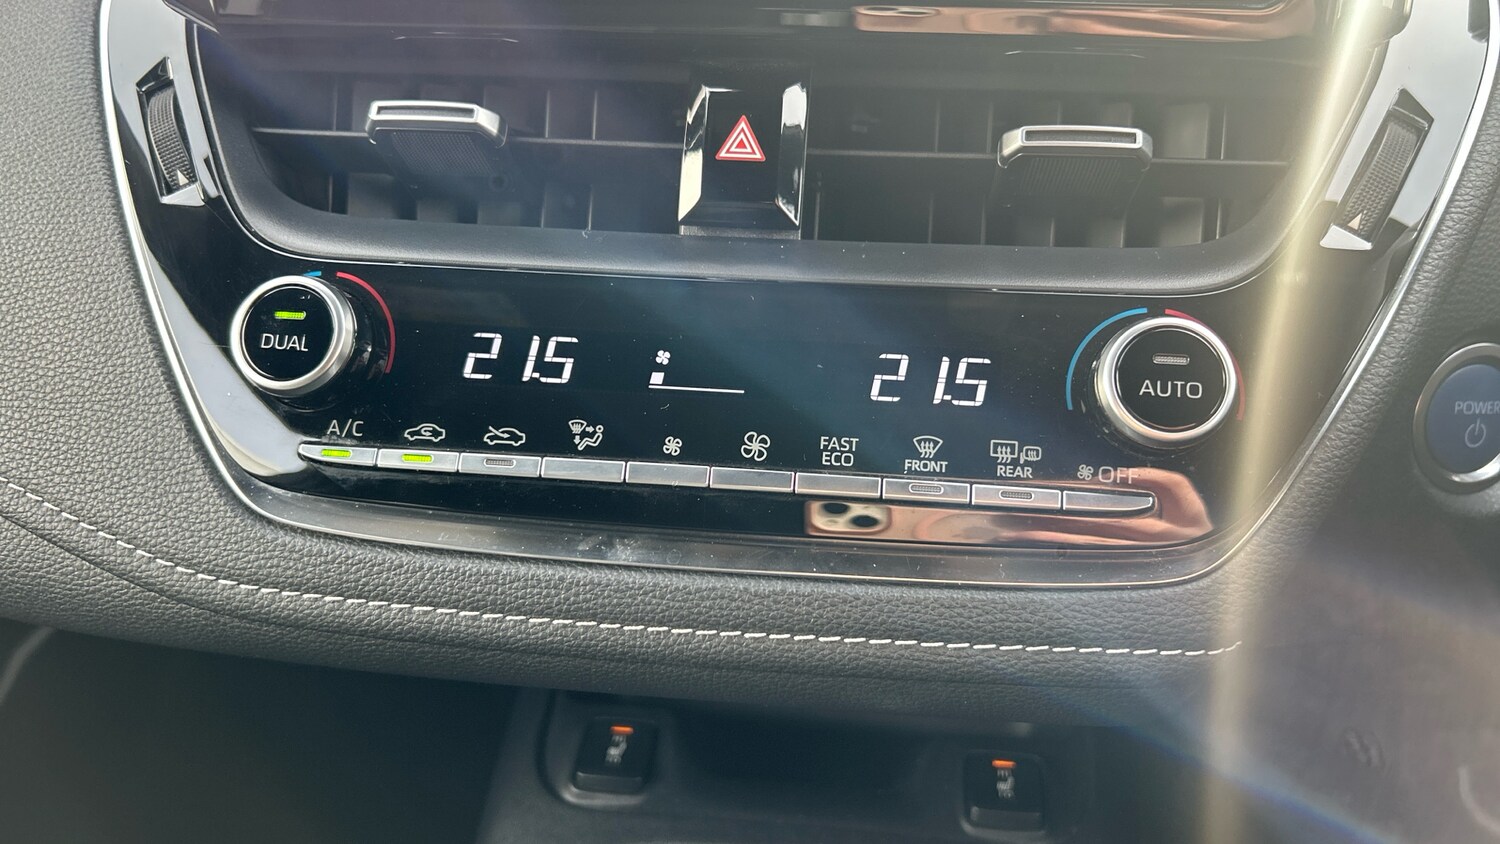 DUAL
21.5
21.5
AUTO
POWER
A/C
FAST
ECO
FRONT
REAR
OFF